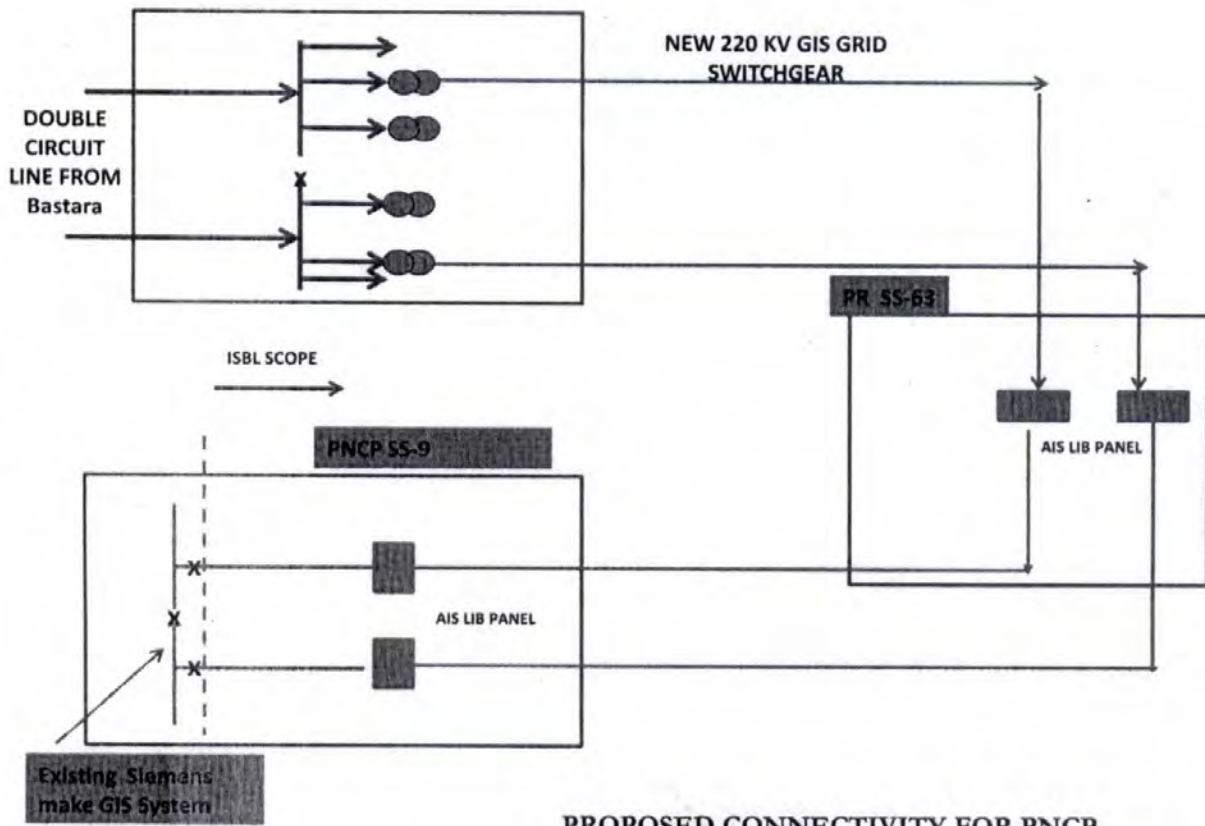 NEW 220 KV GIS GRID
SWITCHGEAR
DOUBLE
CIRCUIT
LINE FROM
Bastara
PR SS-63
ISBL SCOPE
PNCP SS-9
AIS LIB PANEL
AIS LIB PANEL
Existing Siemens
make GIS System
PROPOSED CONNECTIVITY FOR PNCP